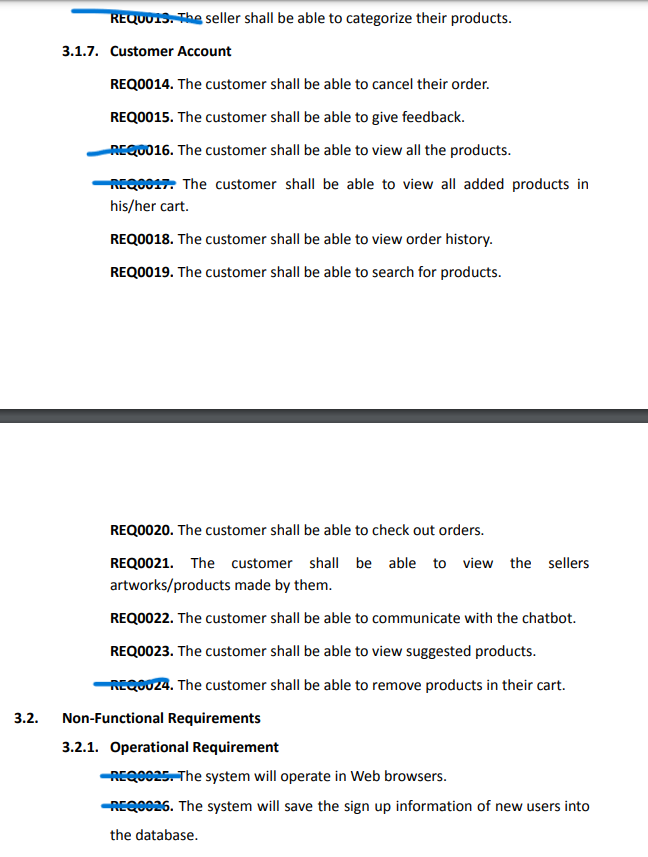 REQ0013. The seller shall be able to categorize their products.
3.1.7. Customer Account
REQ0014. The customer shall be able to cancel their order.
REQ0015. The customer shall be able to give feedback.
REQ0016. The customer shall be able to view all the products.
REQ0017. The customer shall be able to view all added products in
his/her cart.
REQ0018. The customer shall be able to view order history.
REQ0019. The customer shall be able to search for products.
REQ0020. The customer shall be able to check out orders.
REQ0021. The customer shall be able to view the sellers
artworks/products made by them.
REQ0022. The customer shall be able to communicate with the chatbot.
REQ0023. The customer shall be able to view suggested products.
REQ0024. The customer shall be able to remove products in their cart.
3.2. Non-Functional Requirements
3.2.1. Operational Requirement
REQ0025. The system will operate in Web browsers.
REQ0026. The system will save the sign up information of new users into
the database.